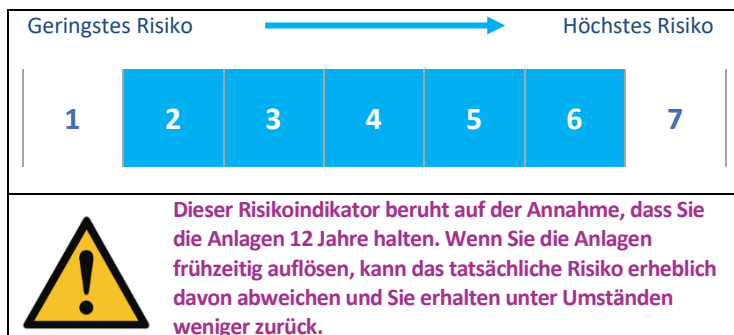 Geringstes Risiko Höchstes Risiko
1 2 3 4 5 6 7
Dieser Risikoindikator beruht auf der Annahme, dass Sie
die Anlagen 12 Jahre halten. Wenn Sie die Anlagen
frühzeitig auflösen, kann das tatsächliche Risiko erheblich
davon abweichen und Sie erhalten unter Umständen
weniger zurück.